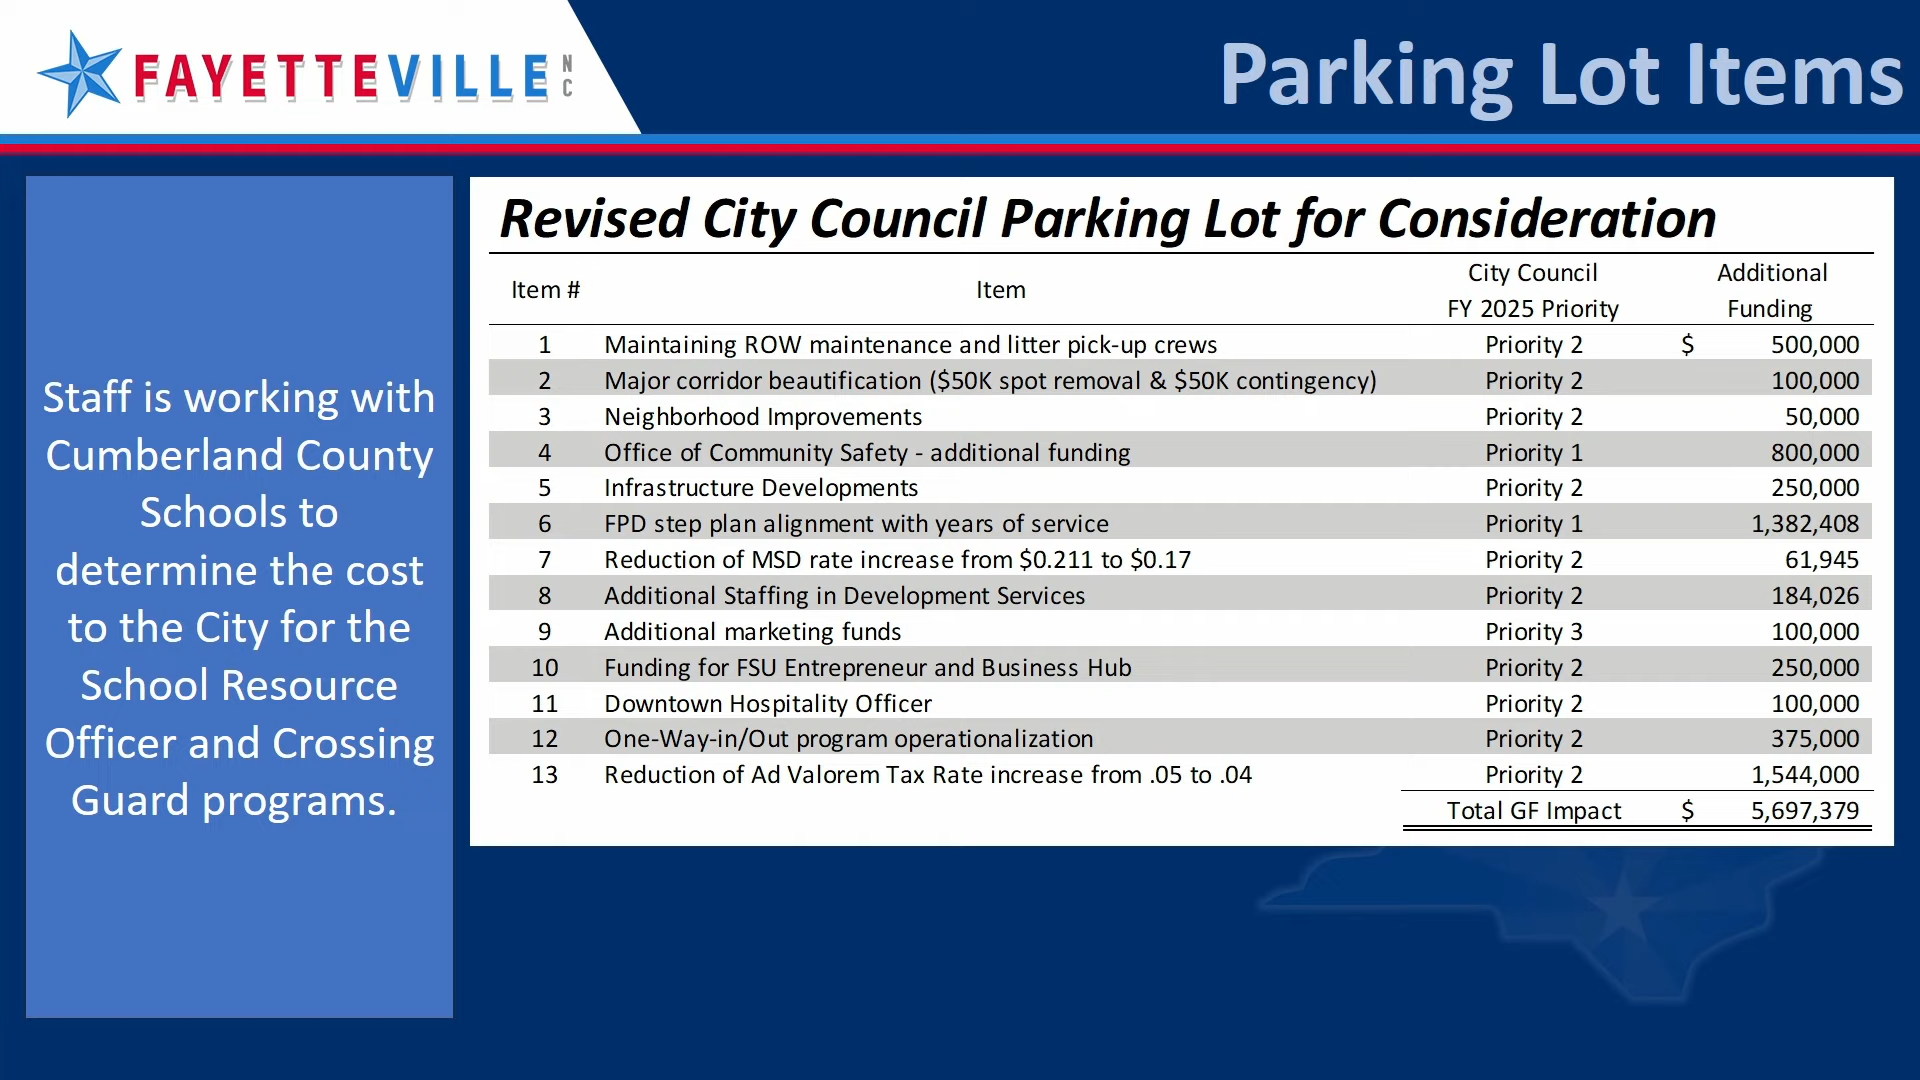 FAYETTEVILLE NC
Parking Lot Items
Staff is working with
Cumberland County
Schools to
determine the cost
to the City for the
School Resource
Officer and Crossing
Guard programs.
Revised City Council Parking Lot for Consideration
Item # Item City Council FY 2025 Priority Additional Funding
1 Maintaining ROW maintenance and litter pick-up crews Priority 2 $ 500,000
2 Major corridor beautification ($50K spot removal & $50K contingency) Priority 2 100,000
3 Neighborhood Improvements Priority 2 50,000
4 Office of Community Safety - additional funding Priority 1 800,000
5 Infrastructure Developments Priority 2 250,000
6 FPD step plan alignment with years of service Priority 1 1,382,408
7 Reduction of MSD rate increase from $0.211 to $0.17 Priority 2 61,945
8 Additional Staffing in Development Services Priority 2 184,026
9 Additional marketing funds Priority 3 100,000
10 Funding for FSU Entrepreneur and Business Hub Priority 2 250,000
11 Downtown Hospitality Officer Priority 2 100,000
12 One-Way-in/Out program operationalization Priority 2 375,000
13 Reduction of Ad Valorem Tax Rate increase from .05 to .04 Priority 2 1,544,000
Total GF Impact $ 5,697,379